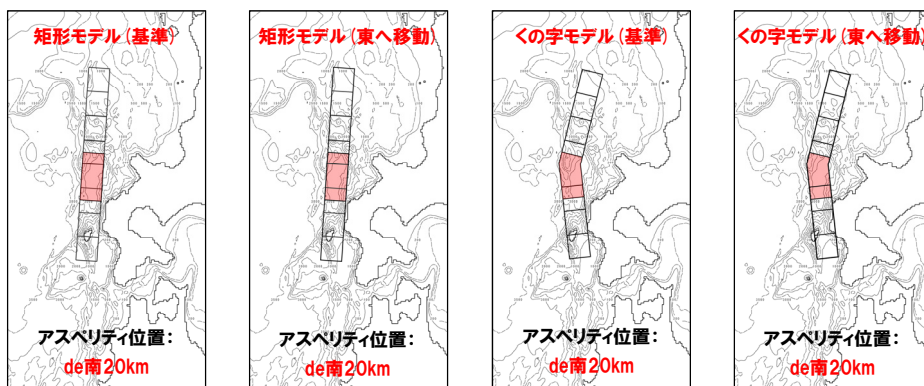 矩形モデル(基準)
アスペリティ位置:
de南20km
矩形モデル(東へ移動)
アスペリティ位置:
de南20km
くの字モデル(基準)
アスペリティ位置:
de南20km
くの字モデル(東へ移動)
アスペリティ位置:
de南20km